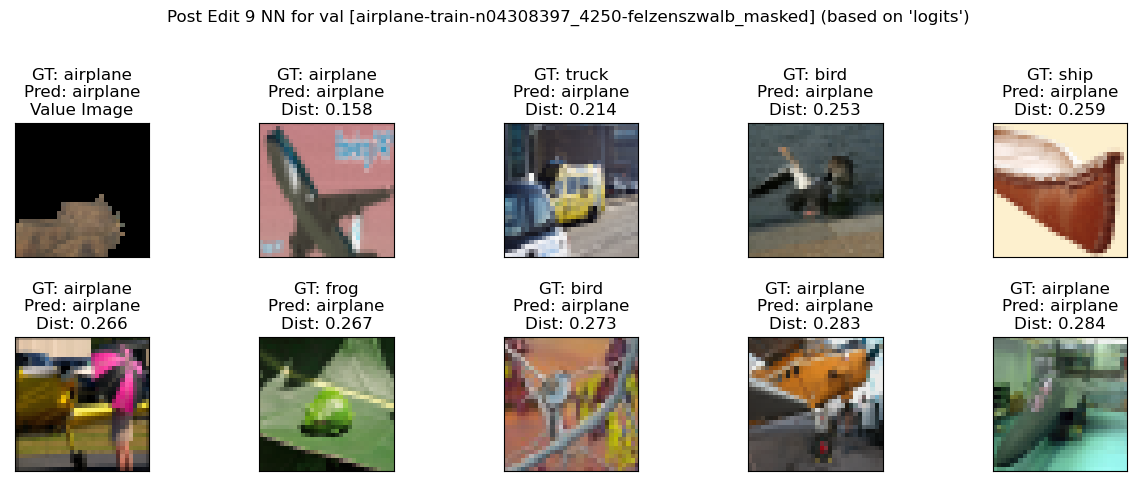 Post Edit 9 NN for val [airplane-train-n04308397_4250-felzenszwalb_masked] (based on 'logits')
GT: airplane
Pred: airplane
Value Image
GT: airplane
Pred: airplane
Dist: 0.158
GT: truck
Pred: airplane
Dist: 0.214
GT: bird
Pred: airplane
Dist: 0.253
GT: ship
Pred: airplane
Dist: 0.259
GT: airplane
Pred: airplane
Dist: 0.266
GT: frog
Pred: airplane
Dist: 0.267
GT: bird
Pred: airplane
Dist: 0.273
GT: airplane
Pred: airplane
Dist: 0.283
GT: airplane
Pred: airplane
Dist: 0.284